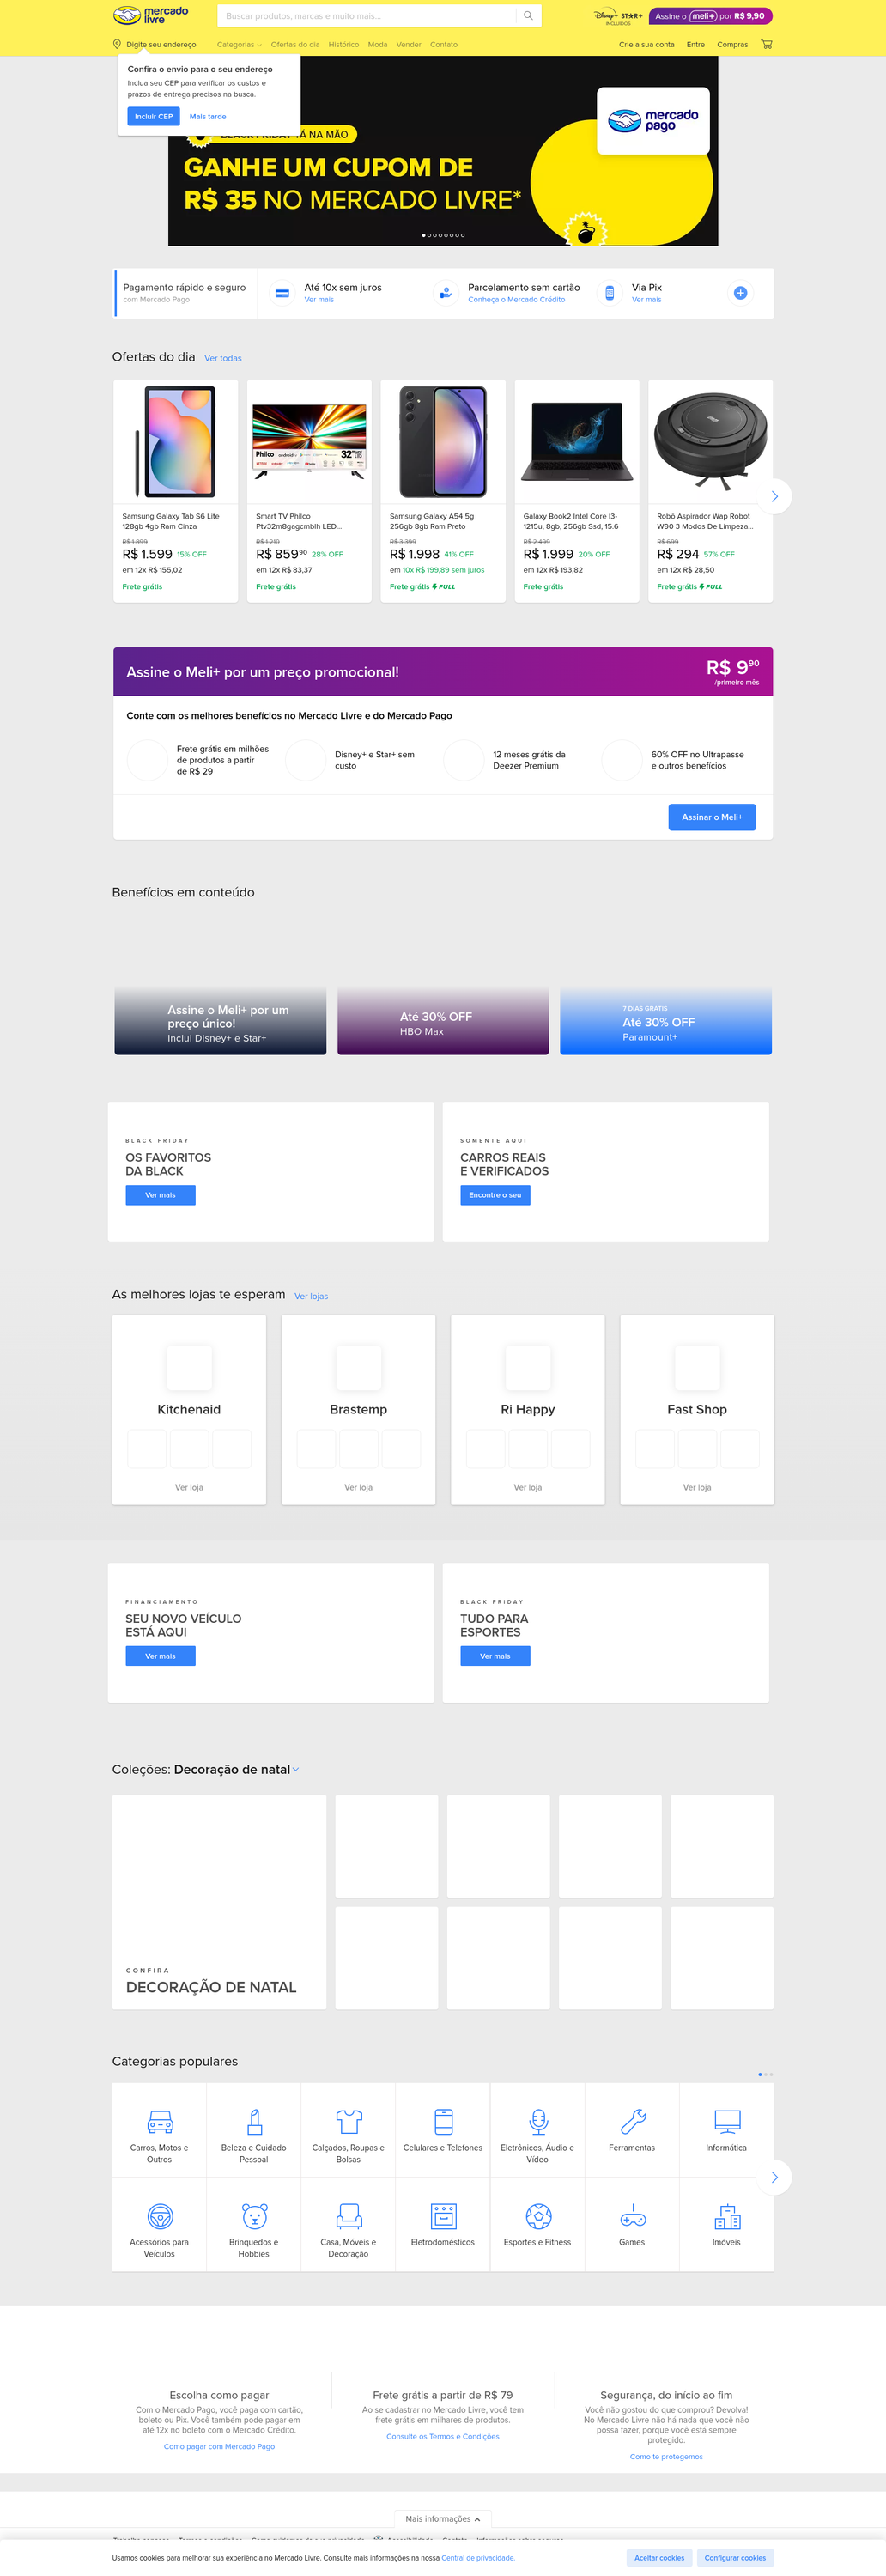 mercado
livre
Buscar produtos, marcas e muito mais...
Disney+ STAR+
INCLUÍDOS
Assine o meli+ por R$ 9,90
Digite seu endereço
Categorias
Ofertas do dia
Histórico
Moda
Vender
Contato
Crie a sua conta
Entre
Compras
Confira o envio para o seu endereço
Inclua seu CEP para verificar os custos e
prazos de entrega precisos na busca.
Incluir CEP
Mais tarde
GANHE UM CUPOM DE
R$ 35 NO MERCADO LIVRE*
mercado
pago
Pagamento rápido e seguro
com Mercado Pago
Até 10x sem juros
Ver mais
Parcelamento sem cartão
Conheça o Mercado Crédito
Via Pix
Ver mais
Ofertas do dia
Ver todas
Samsung Galaxy Tab S6 Lite
128gb 4gb Ram Cinza
R$ 1.899
R$ 1.599 15% OFF
em 12x R$ 155,02
Frete grátis
Philco
32"
Smart TV Philco
Ptv32m8gagcmblh LED...
R$ 1.210
R$ 859 90 28% OFF
em 12x R$ 83,37
Frete grátis
Samsung Galaxy A54 5g
256gb 8gb Ram Preto
R$ 3.399
R$ 1.998 41% OFF
em 10x R$ 199,89 sem juros
Frete grátis FULL
Galaxy Book2 Intel Core I3-
1215u, 8gb, 256gb Ssd, 15.6
R$ 2.499
R$ 1.999 20% OFF
em 12x R$ 193,82
Frete grátis
Robô Aspirador Wap Robot
W90 3 Modos De Limpeza...
R$ 699
R$ 294 57% OFF
em 12x R$ 28,50
Frete grátis FULL
Assine o Meli+ por um preço promocional!
R$ 9 90
/primeiro mês
Conte com os melhores benefícios no Mercado Livre e do Mercado Pago
Frete grátis em milhões
de produtos a partir
de R$ 29
Disney+ e Star+ sem
custo
12 meses grátis da
Deezer Premium
60% OFF no Ultrapasse
e outros benefícios
Assinar o Meli+
Benefícios em conteúdo
Assine o Meli+ por um
preço único!
Inclui Disney+ e Star+
Até 30% OFF
HBO Max
7 DIAS GRÁTIS
Até 30% OFF
Paramount+
BLACK FRIDAY
OS FAVORITOS
DA BLACK
Ver mais
SOMENTE AQUI
CARROS REAIS
E VERIFICADOS
Encontre o seu
As melhores lojas te esperam
Ver lojas
Kitchenaid
Ver loja
Brastemp
Ver loja
Ri Happy
Ver loja
Fast Shop
Ver loja
FINANCIAMENTO
SEU NOVO VEÍCULO
ESTÁ AQUI
Ver mais
BLACK FRIDAY
TUDO PARA
ESPORTES
Ver mais
Coleções: Decoração de natal
CONFIRA
DECORAÇÃO DE NATAL
Categorias populares
Carros, Motos e
Outros
Beleza e Cuidado
Pessoal
Calçados, Roupas e
Bolsas
Celulares e Telefones
Eletrônicos, Áudio e
Vídeo
Ferramentas
Informática
Acessórios para
Veículos
Brinquedos e
Hobbies
Casa, Móveis e
Decoração
Eletrodomésticos
Esportes e Fitness
Games
Imóveis
Escolha como pagar
Com o Mercado Pago, você paga com cartão,
boleto ou Pix. Você também pode pagar em
até 12x no boleto com o Mercado Crédito.
Como pagar com Mercado Pago
Frete grátis a partir de R$ 79
Ao se cadastrar no Mercado Livre, você tem
frete grátis em milhares de produtos.
Consulte os Termos e Condições
Segurança, do início ao fim
Você não gostou do que comprou? Devolva!
No Mercado Livre não há nada que você não
possa fazer, porque você está sempre
protegido.
Como te protegemos
Mais informações
Usamos cookies para melhorar sua experiência no Mercado Livre. Consulte mais informações na nossa Central de privacidade.
Aceitar cookies
Configurar cookies